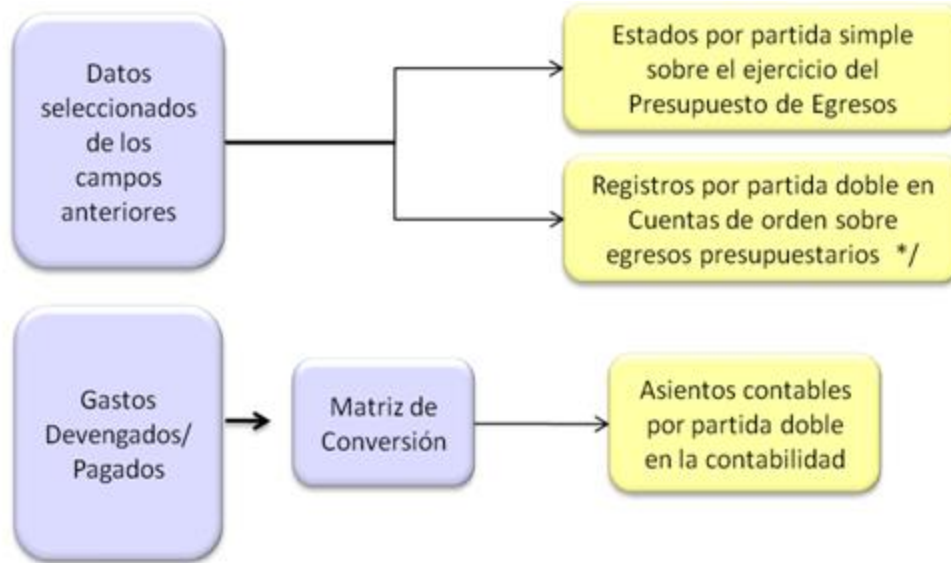 Datos
seleccionados
de los
campos
anteriores
Estados por partida simple
sobre el ejercicio del
Presupuesto de Egresos
Registros por partida doble en
Cuentas de orden sobre
egresos presupuestarios */
Gastos
Devengados/
Pagados
Matriz de
Conversión
Asientos contables
por partida doble
en la contabilidad